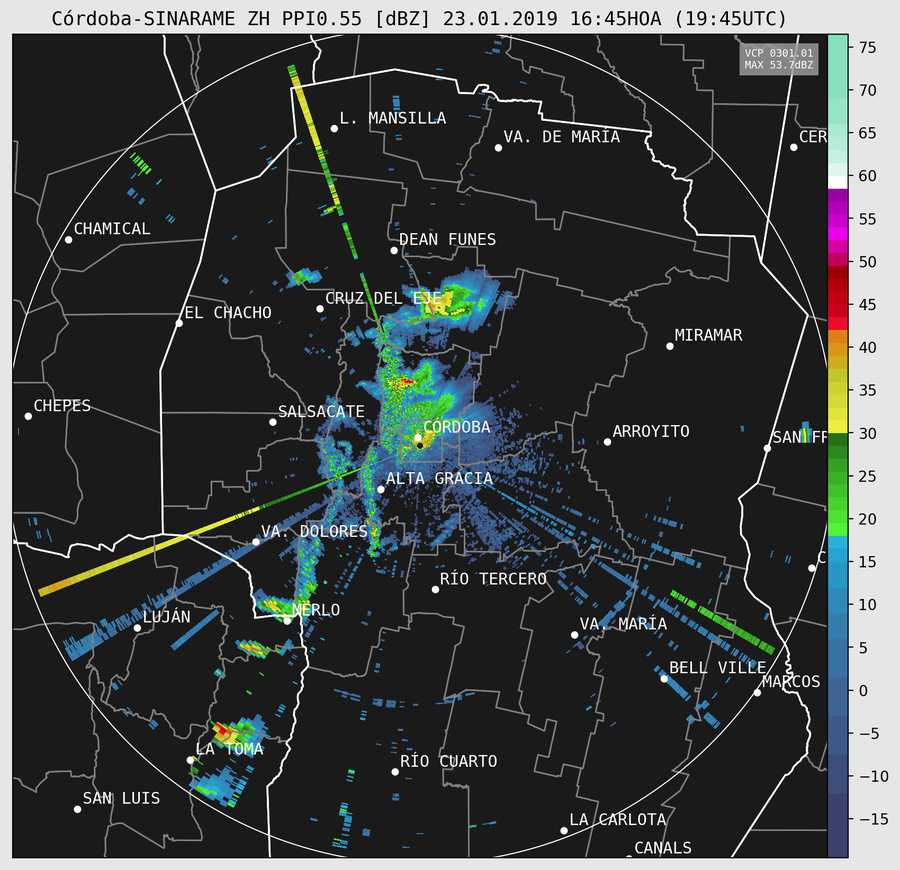 Córdoba-SINARAME ZH PPI0.55 [dBZ] 23.01.2019 16:45HOA (19:45UTC)
VCP 0301.01
MAX 53.7dBZ
L. MANSILLA
VA. DE MARÍA
CER
CHAMICAL
DEAN FUNES
CRUZ DEL EJE
EL CHACHO
MIRAMAR
CHEPES
SALSACATE
CÓRDOBA
ARROYITO
SAN FF
ALTA GRACIA
VA. DOLORES
C
RÍO TERCERO
MERLO
LUJÁN
VA. MARÍA
BELL VILLE
MARCOS
LA TOMA
RÍO CUARTO
SAN LUIS
LA CARLOTA
CANALS
75
70
65
60
55
50
45
40
35
30
25
20
15
10
5
0
−5
−10
−15